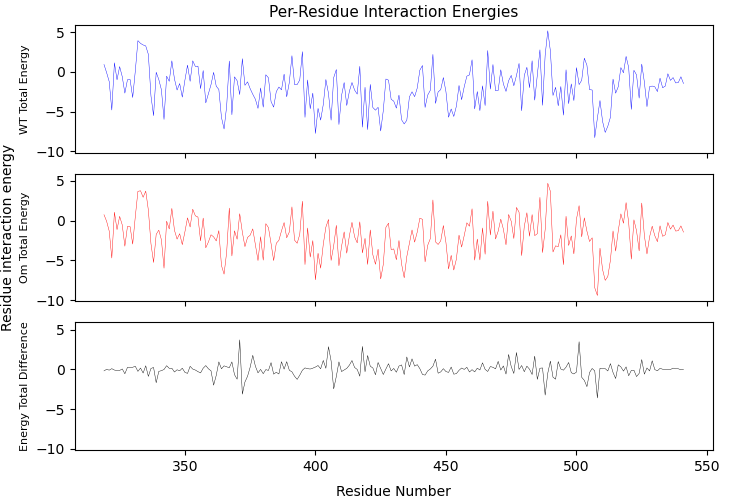 Per-Residue Interaction Energies
Residue interaction energy
WT Total Energy
5
0
−5
−10
Om Total Energy
5
0
−5
−10
Energy Total Difference
5
0
−5
−10
350 400 450 500 550
Residue Number